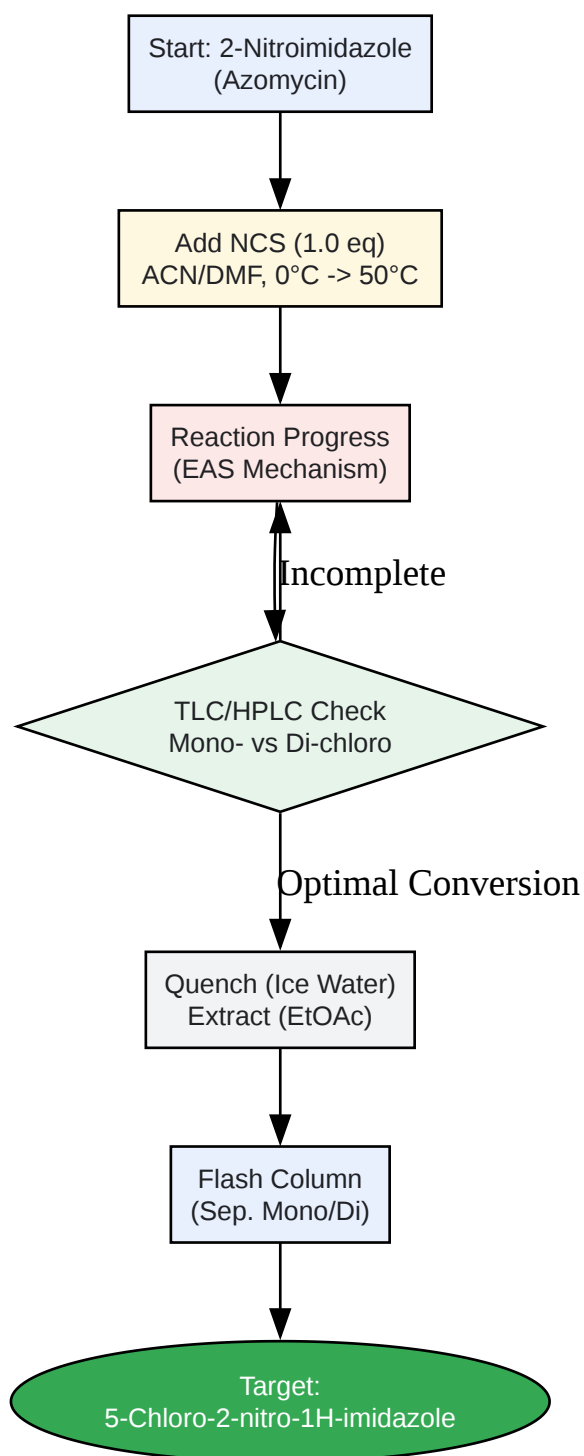 Start: 2-Nitroimidazole
(Azomycin)
Add NCS (1.0 eq)
ACN/DMF, 0°C -> 50°C
Reaction Progress
(EAS Mechanism)
Incomplete
TLC/HPLC Check
Mono- vs Di-chloro
Optimal Conversion
Quench (Ice Water)
Extract (EtOAc)
Flash Column
(Sep. Mono/Di)
Target:
5-Chloro-2-nitro-1H-imidazole